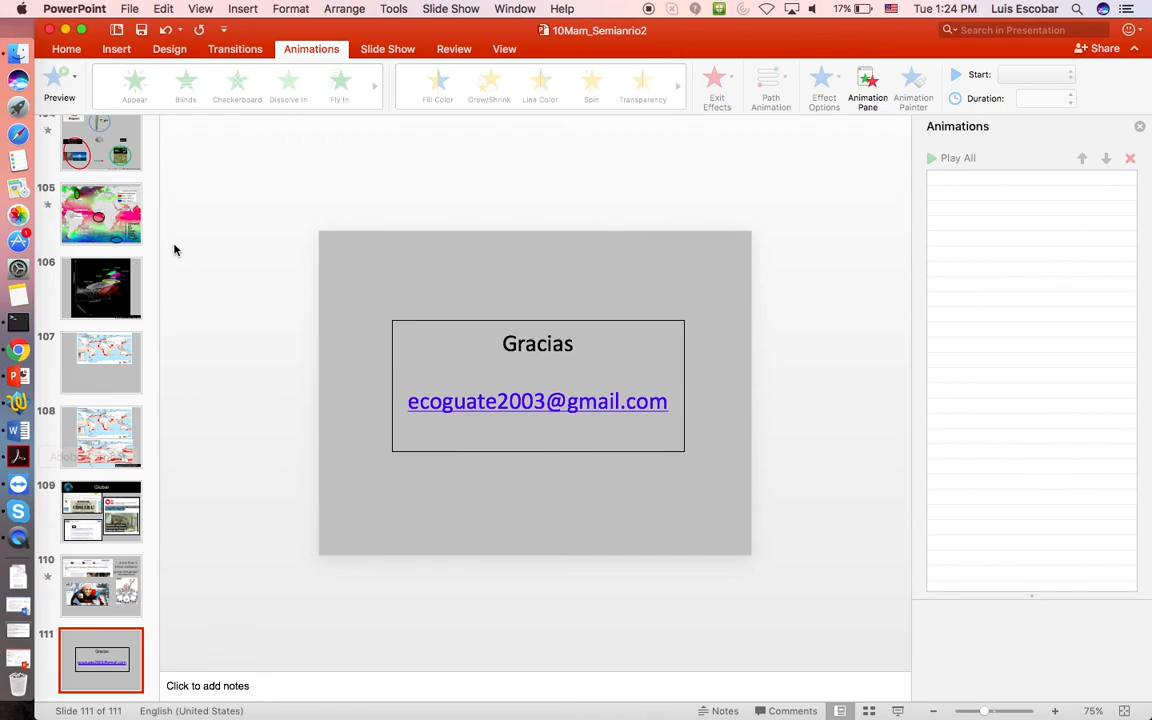 PowerPoint File Edit View Insert Format Arrange Tools Slide Show Window Help 17% Tue 1:24 PM Luis Escobar
10Mam_Semianrio2
Search in Presentation
Home Insert Design Transitions Animations Slide Show Review View
Share
Preview
Appear Blinds Checkerboard Dissolve In Fly In
Fill Color Grow/Shrink Line Color Spin Transparency
Exit Effects
Path Animation
Effect Options
Animation Pane
Animation Painter
Start:
Duration:
Animations
Play All
105
106
107
108
109
Global
110
111
Gracias
ecoguate2003@gmail.com
Click to add notes
Slide 111 of 111 English (United States) Notes Comments 75%